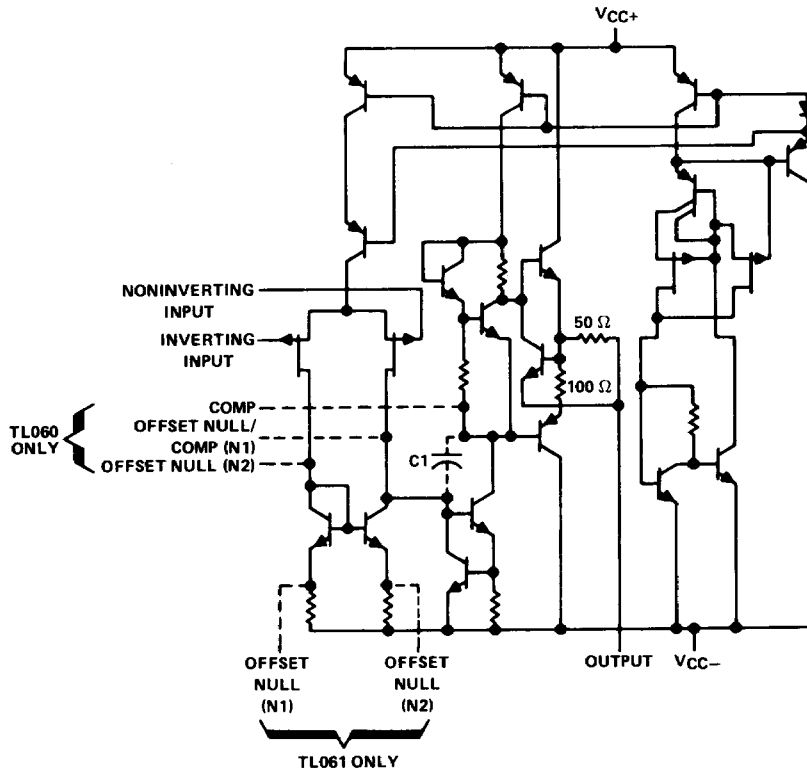 VCC+
NONINVERTING
INPUT
INVERTING
INPUT
50 Ω
100 Ω
TL060
ONLY
COMP
OFFSET NULL/
COMP (N1)
OFFSET NULL (N2)
C1
OFFSET
NULL
(N1)
OFFSET
NULL
(N2)
OUTPUT
VCC−
TL061 ONLY